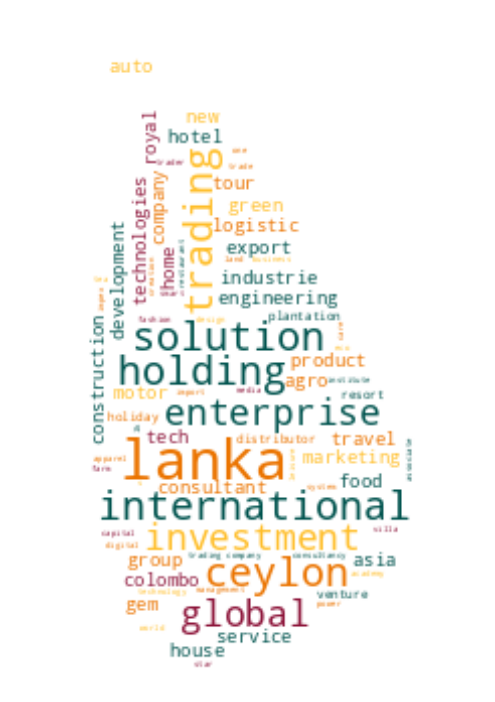 auto
new
royal
hotel
trader
trade
trading
company
tour
technologies
green
logistic
development
export
home
restaurant
land business
industrie
engineering
plantation
fashion
design
construction
solution
holding
product
agro
institute
motor
import
media
resort
holiday
enterprise
tech
distributor
travel
lanka
marketing
apparel
farm
consultant
system
food
international
capital
villa
investment
digital
trading company
consultancy
group
asia
ceylon
academy
colombo
technology
management
venture
gem
power
global
world
service
house
star